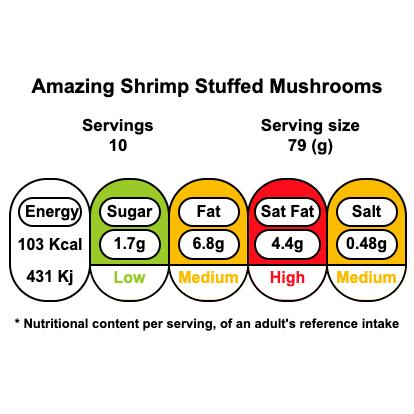 Amazing Shrimp Stuffed Mushrooms
Servings
10
Serving size
79 (g)
Energy
103 Kcal
431 Kj
Sugar
1.7g
Low
Fat
6.8g
Medium
Sat Fat
4.4g
High
Salt
0.48g
Medium
* Nutritional content per serving, of an adult's reference intake